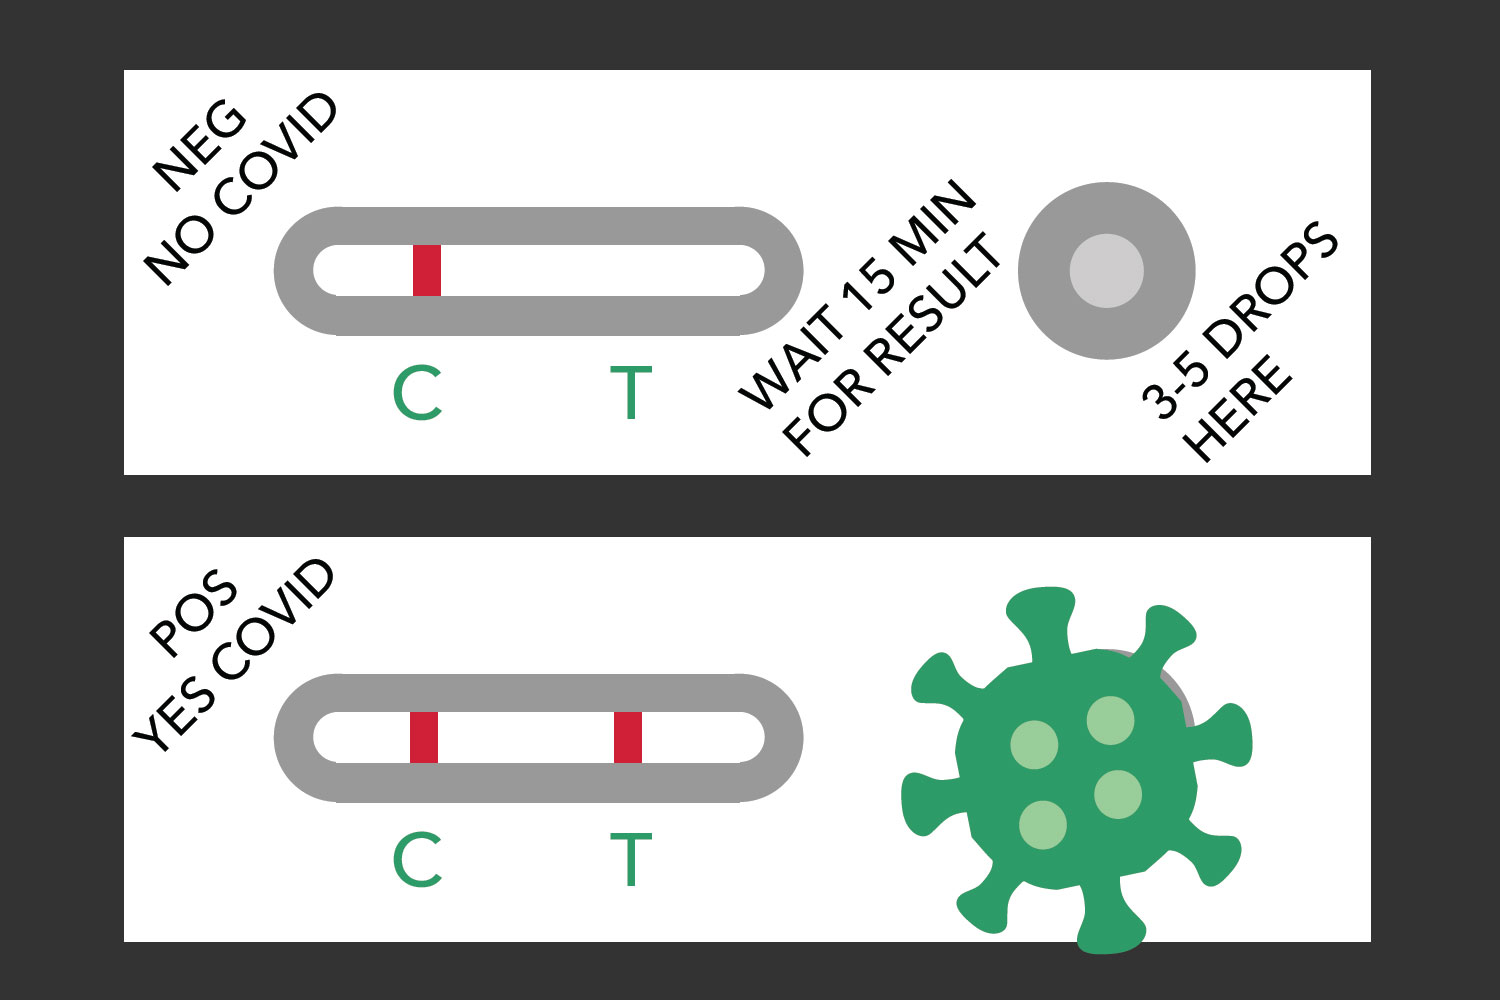 NEG
NO COVID
C
T
WAIT 15 MIN
FOR RESULT
3-5 DROPS
HERE
POS
YES COVID
C
T